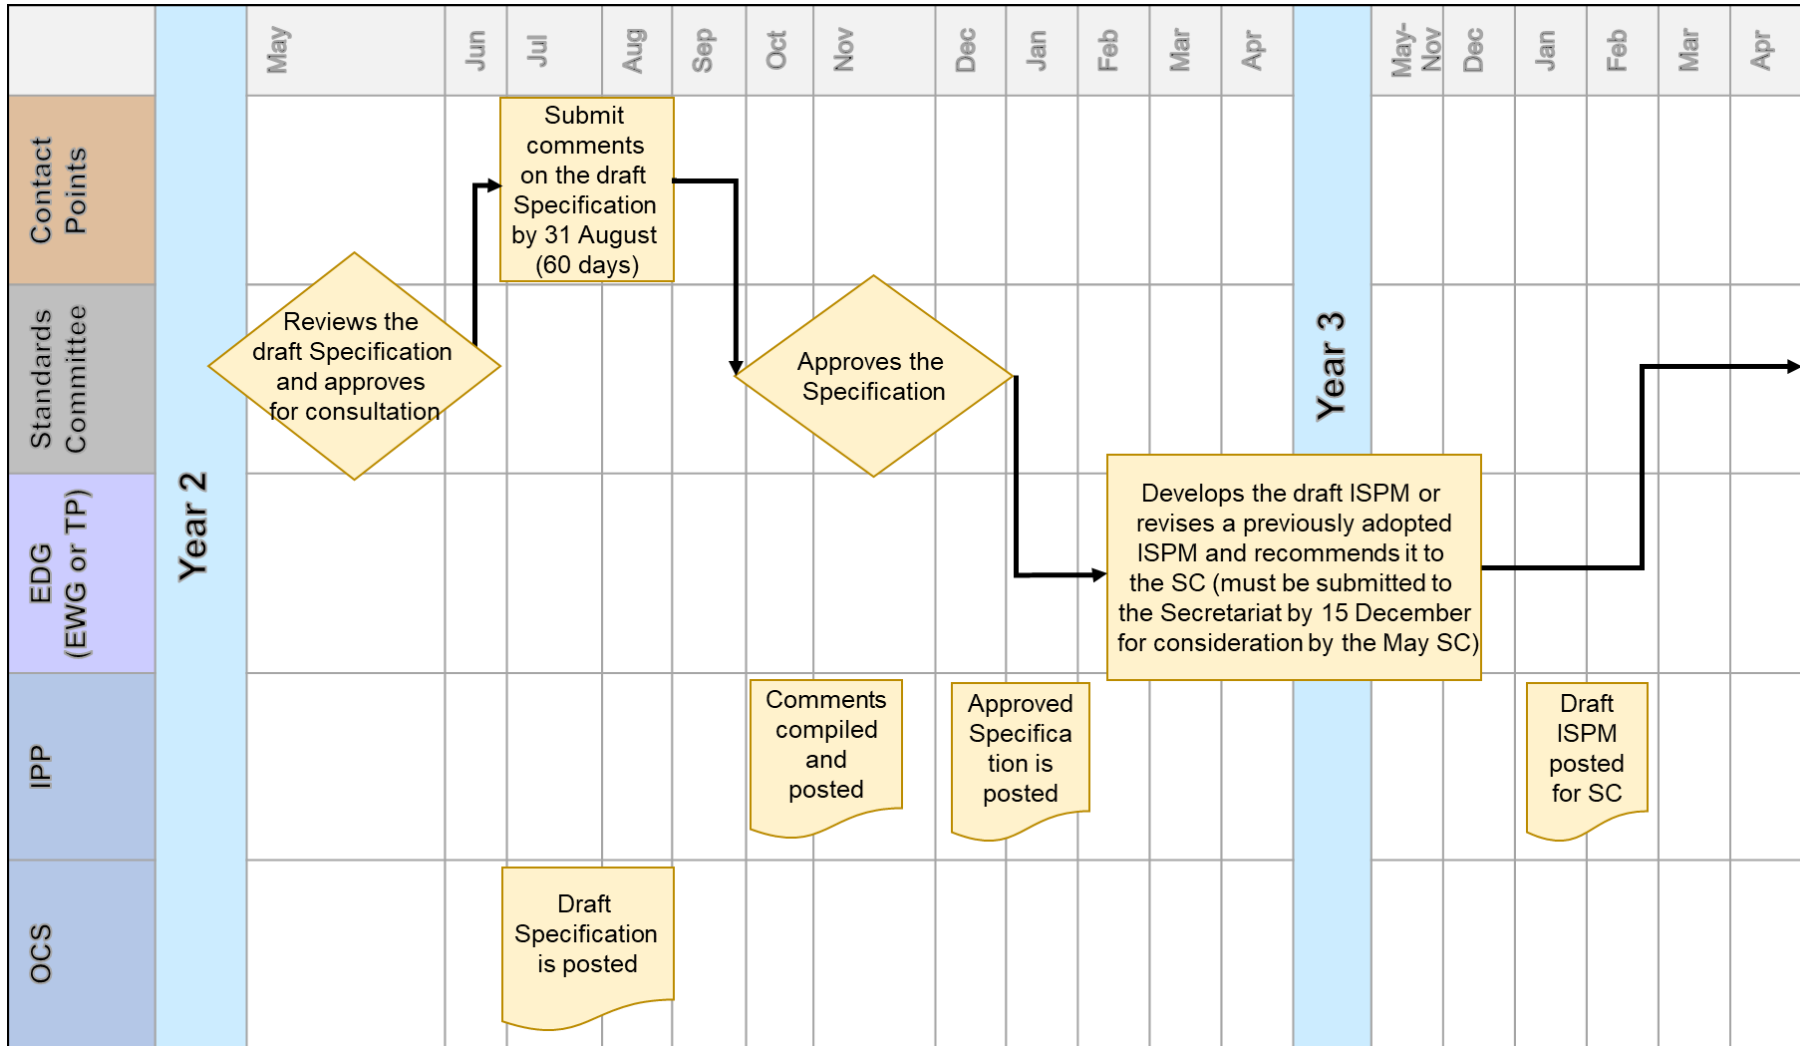 May
Jun
Jul
Aug
Sep
Oct
Nov
Dec
Jan
Feb
Mar
Apr
May-
Nov
Dec
Jan
Feb
Mar
Apr
Year 2
Year 3
Contact
Points
Submit
comments
on the draft
Specification
by 31 August
(60 days)
Standards
Committee
Reviews the
draft Specification
and approves
for consultation
Approves the
Specification
EDG
(EWG or TP)
Develops the draft ISPM or
revises a previously adopted
ISPM and recommends it to
the SC (must be submitted to
the Secretariat by 15 December
for consideration by the May SC)
IPP
Comments
compiled
and
posted
Approved
Specifica
tion is
posted
Draft
ISPM
posted
for SC
OCS
Draft
Specification
is posted